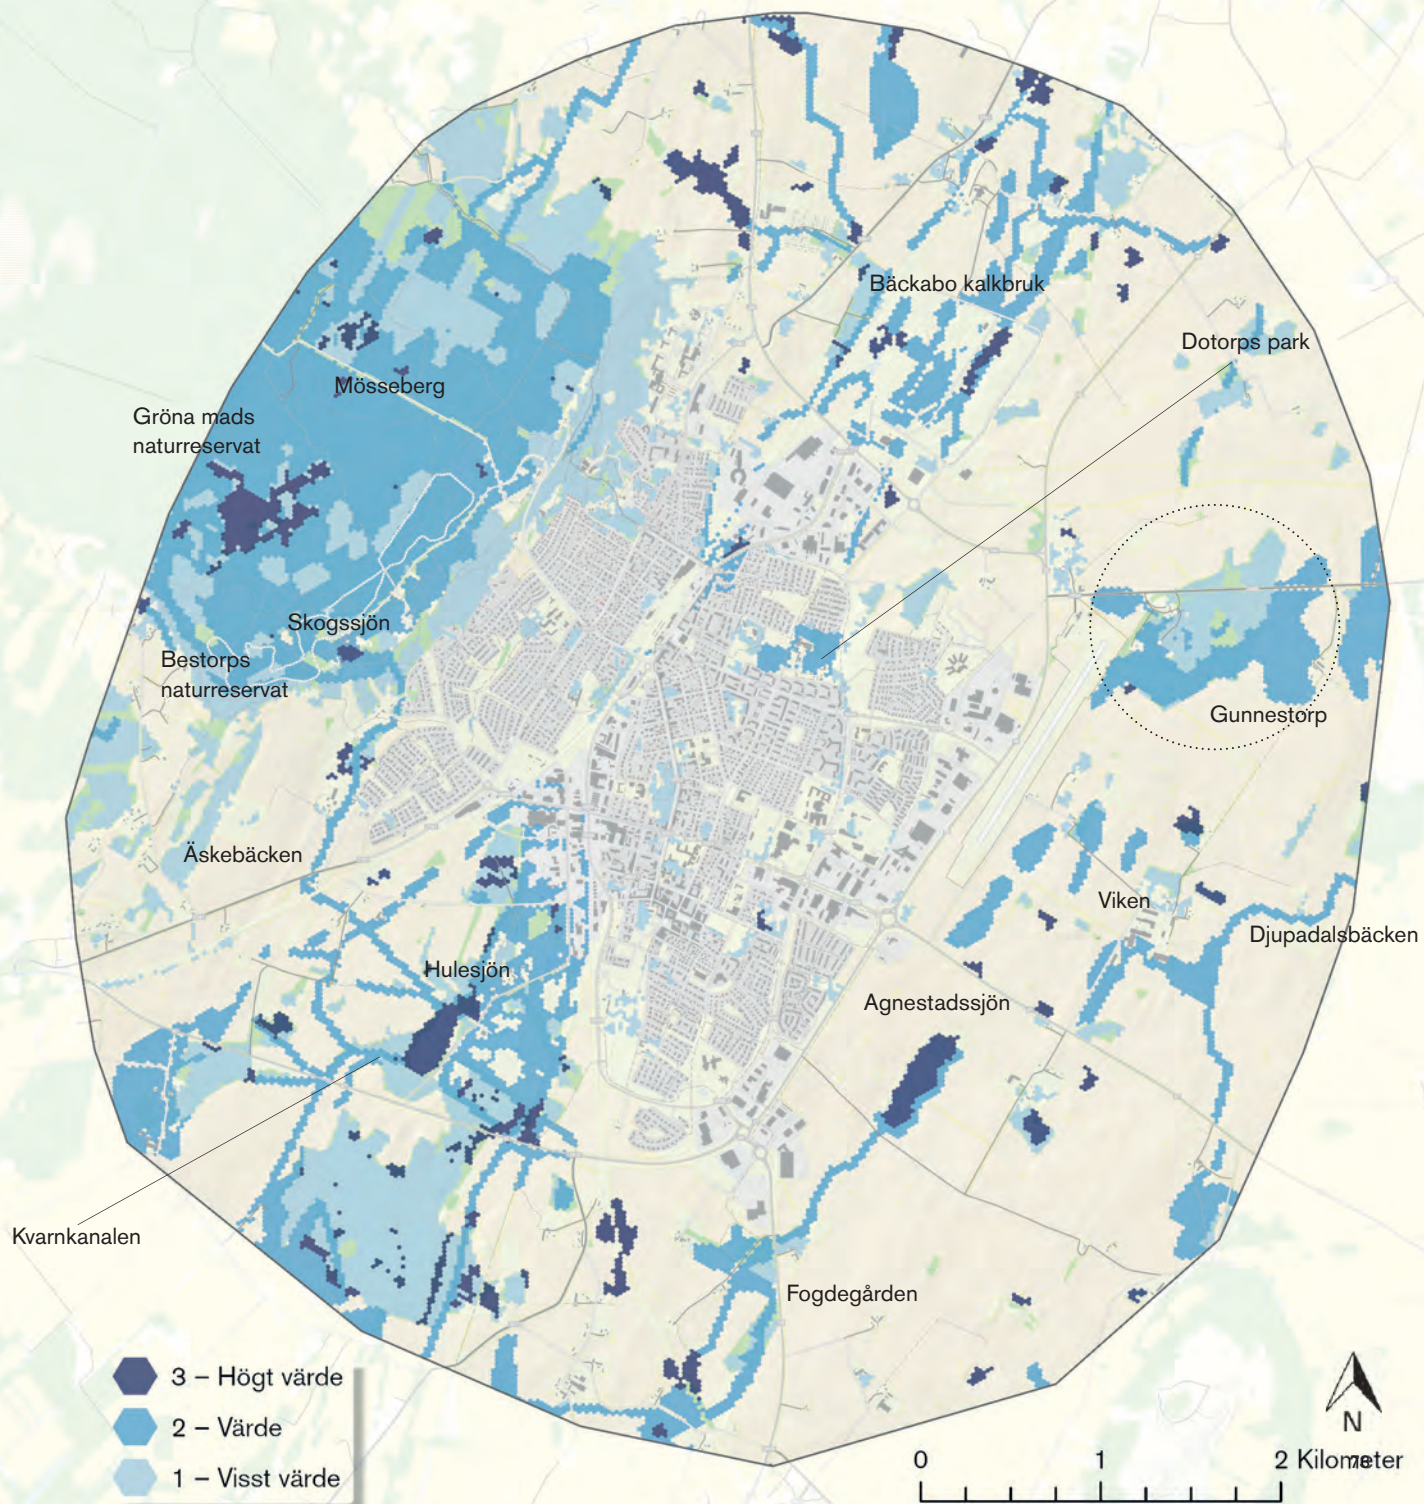 Bäckabo kalkbruk
Dotorps park
Mösseberg
Gröna mads
naturreservat
Skogssjön
Bestorps
naturreservat
Gunnestorp
Äskebäcken
Viken
Djupadalsbäcken
Hulesjön
Agnestadssjön
Kvarnkanalen
Fogdegården
3 – Högt värde
2 – Värde
1 – Visst värde
N
0 1 2 Kilometer
78